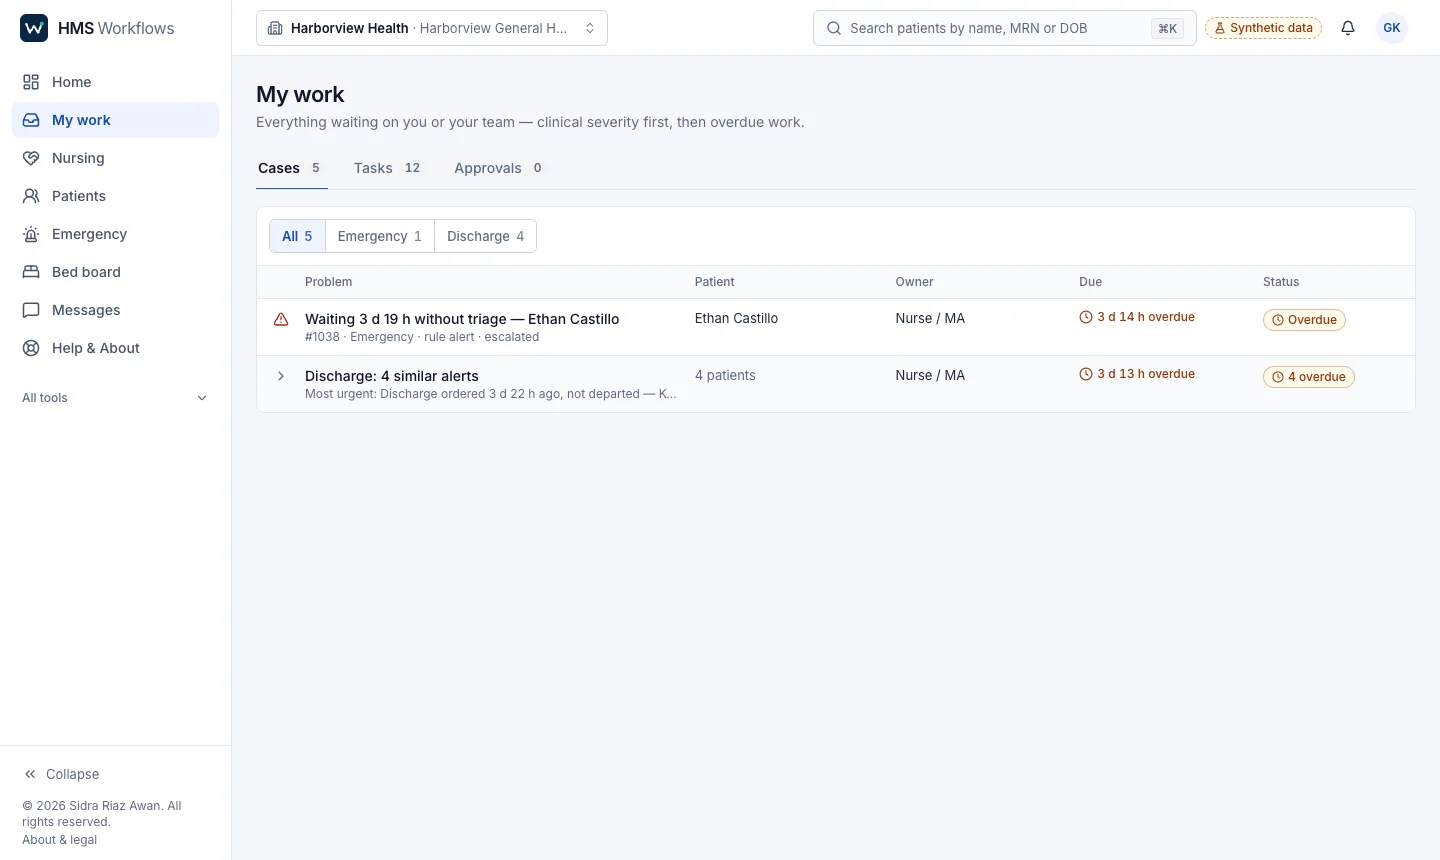 HMS Workflows
Harborview Health · Harborview General H...
Search patients by name, MRN or DOB
⌘K
Synthetic data
GK
Home
My work
Nursing
Patients
Emergency
Bed board
Messages
Help & About
All tools
My work
Everything waiting on you or your team — clinical severity first, then overdue work.
Cases 5
Tasks 12
Approvals 0
All 5
Emergency 1
Discharge 4
Problem Patient Owner Due Status
Waiting 3 d 19 h without triage — Ethan Castillo
#1038 · Emergency · rule alert · escalated
Ethan Castillo
Nurse / MA
3 d 14 h overdue
Overdue
Discharge: 4 similar alerts
Most urgent: Discharge ordered 3 d 22 h ago, not departed — K...
4 patients
Nurse / MA
3 d 13 h overdue
4 overdue
Collapse
© 2026 Sidra Riaz Awan. All
rights reserved.
About & legal